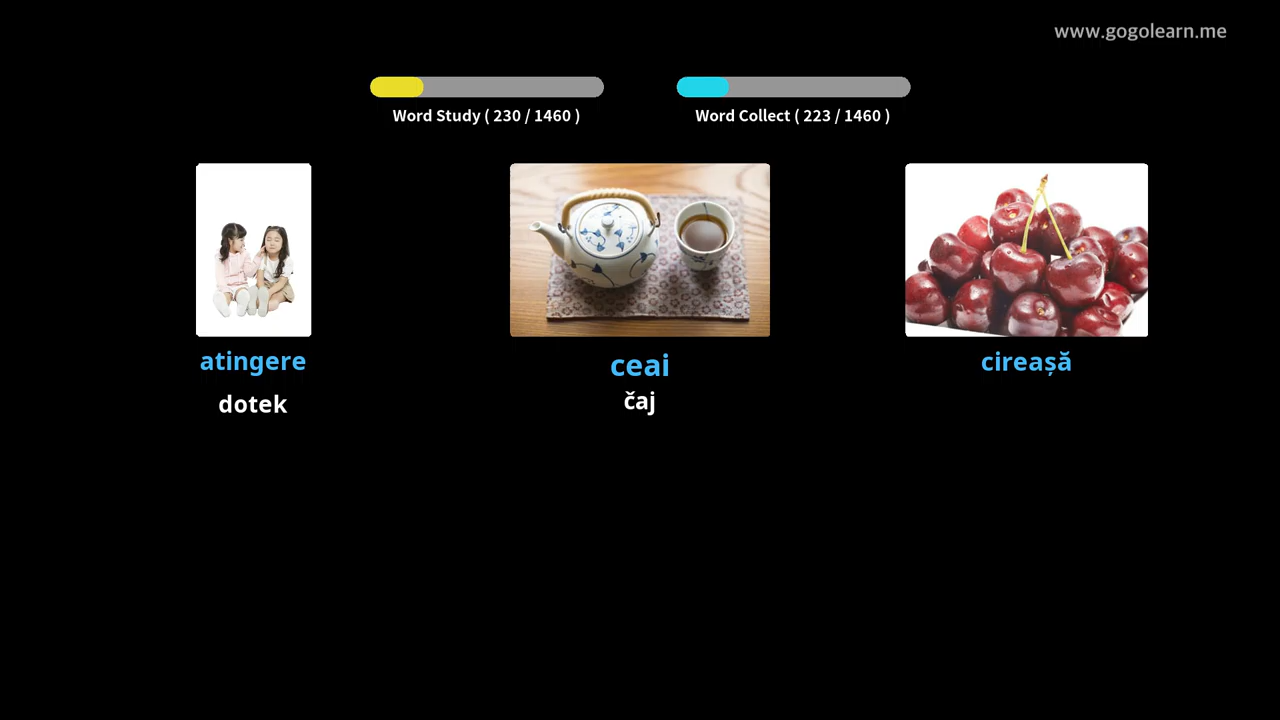 www.gogolearn.me
Word Study ( 230 / 1460 )
Word Collect ( 223 / 1460 )
atingere
ceai
cireașă
dotek
čaj